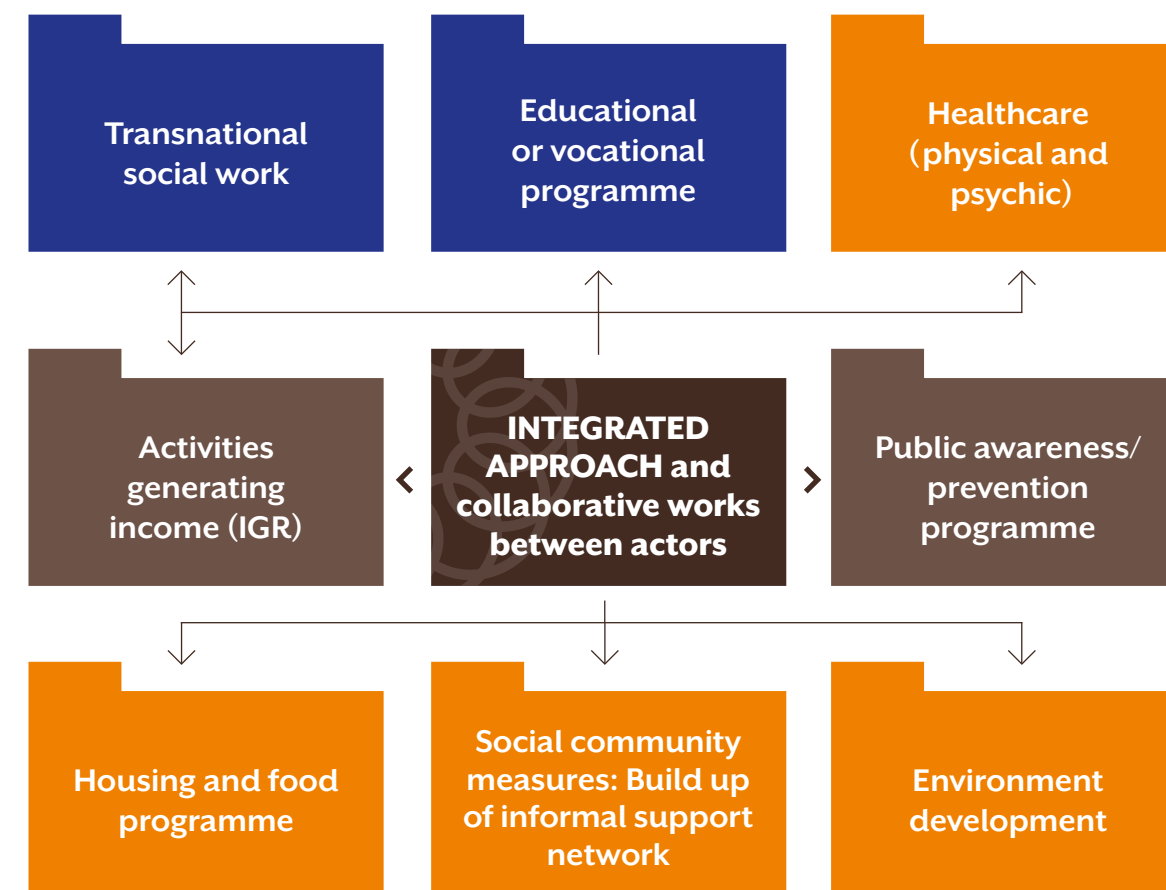 Transnational
social work
Educational
or vocational
programme
Healthcare
(physical and
psychic)
Activities
generating
income (IGR)
INTEGRATED
APPROACH and
collaborative works
between actors
Public awareness/
prevention
programme
Housing and food
programme
Social community
measures: Build up
of informal support
network
Environment
development